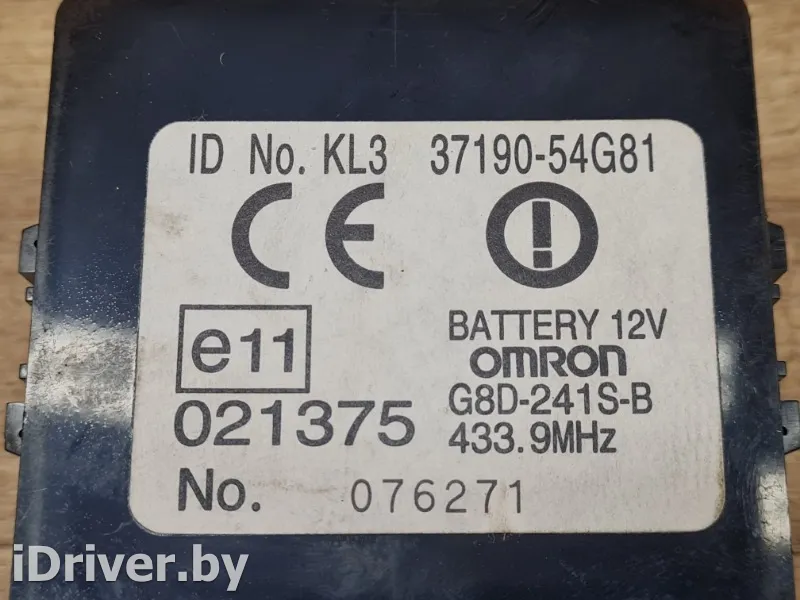 ID No. KL3 37190-54G81
CE
e11
BATTERY 12V
OMRON
021375
G8D-241S-B
433.9MHz
No. 076271
iDriver.by